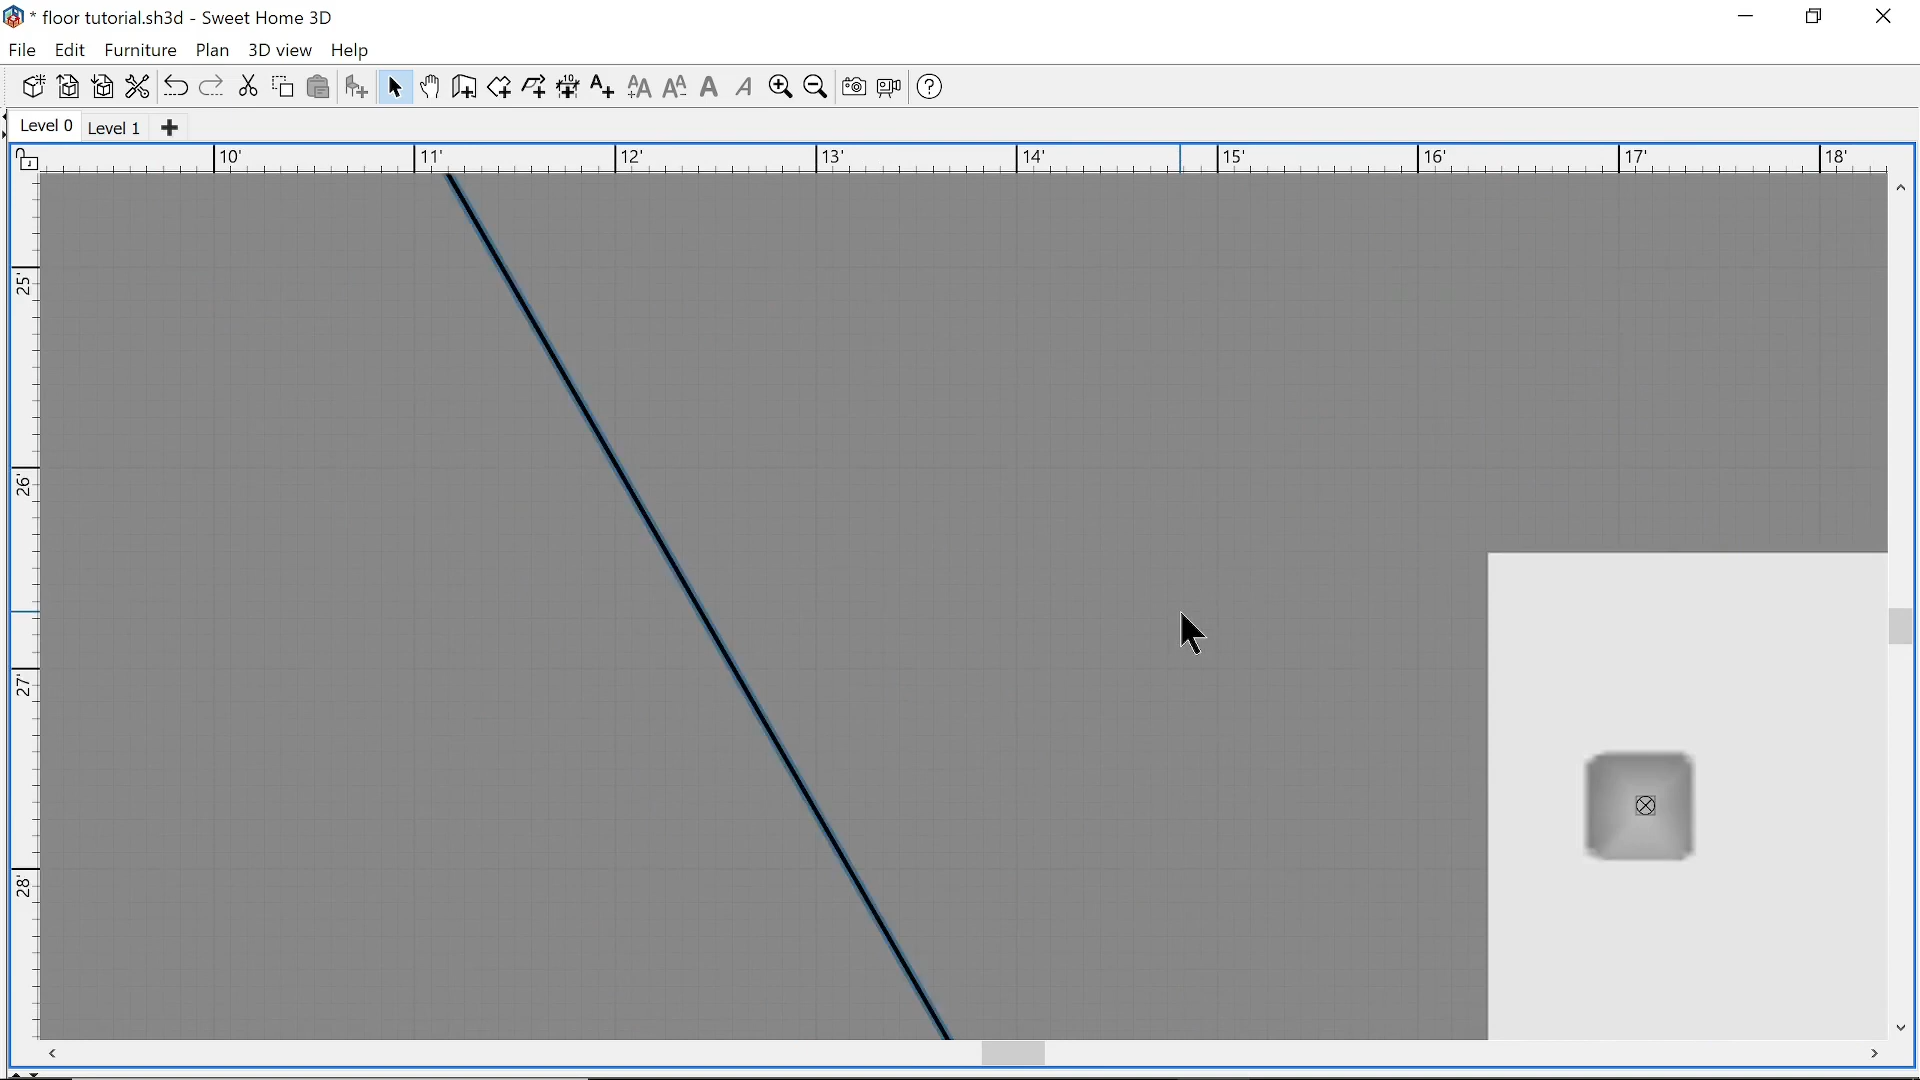 * floor tutorial.sh3d - Sweet Home 3D
File Edit Furniture Plan 3D view Help
Level 0 Level 1
10' 11' 12' 13' 14' 15' 16' 17' 18'
25'
26'
27'
28'